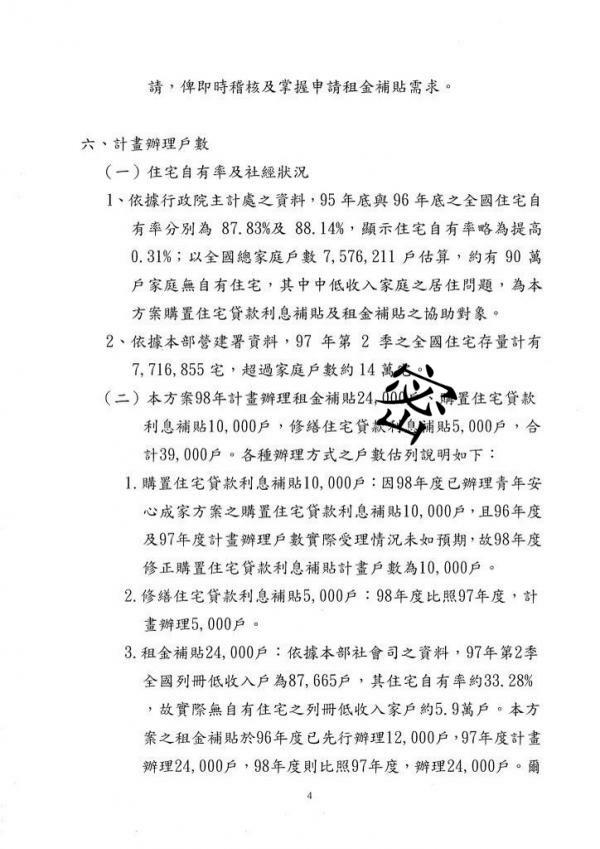 請，俾即時稽核及掌握申請租金補貼需求。
六、計畫辦理戶數
（一）住宅自有率及社經狀況
1、依據行政院主計處之資料，95 年底與 96 年底之全國住宅自
有率分別為 87.83%及 88.14%，顯示住宅自有率略為提高
0.31%；以全國總家庭戶數 7,576,211 戶估算，約有 90 萬
戶家庭無自有住宅，其中中低收入家庭之居住問題，為本
方案購置住宅貸款利息補貼及租金補貼之協助對象。
2、依據本部營建署資料，97 年第 2 季之全國住宅存量計有
7,716,855 宅，超過家庭戶數約 14 萬宅。
密
（二）本方案98年計畫辦理租金補貼24,000戶，購置住宅貸款
利息補貼10,000戶，修繕住宅貸款利息補貼5,000戶，合
計39,000戶。各種辦理方式之戶數估列說明如下：
1. 購置住宅貸款利息補貼10,000戶：因98年度已辦理青年安
心成家方案之購置住宅貸款利息補貼10,000戶，且96年度
及97年度計畫辦理戶數實際受理情況未如預期，故98年度
修正購置住宅貸款利息補貼計畫戶數為10,000戶。
2. 修繕住宅貸款利息補貼5,000戶：98年度比照97年度，計
畫辦理5,000戶。
3. 租金補貼24,000戶：依據本部社會司之資料，97年第2季
全國列冊低收入戶為87,665戶，其住宅自有率約33.28%
，故實際無自有住宅之列冊低收入家戶約5.9萬戶。本方
案之租金補貼於96年度已先行辦理12,000戶，97年度計畫
辦理24,000戶，98年度則比照97年度，辦理24,000戶。爾
4